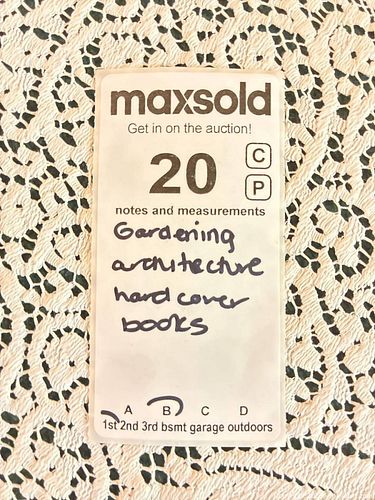 maxsold
Get in on the auction!
20
C
P
notes and measurements
Gardening
architecture
hard cover
books
A B C D
1st 2nd 3rd bsmt garage outdoors